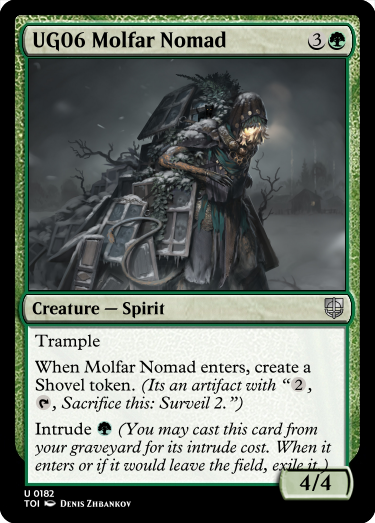 UG06 Molfar Nomad 3
Creature — Spirit
Trample
When Molfar Nomad enters, create a
Shovel token. (Its an artifact with “2,
, Sacrifice this: Surveil 2.”)
Intrude (You may cast this card from
your graveyard for its intrude cost. When it
enters or if it would leave the field, exile it.)
4/4
U 0182
TOI Denis Zhbankov